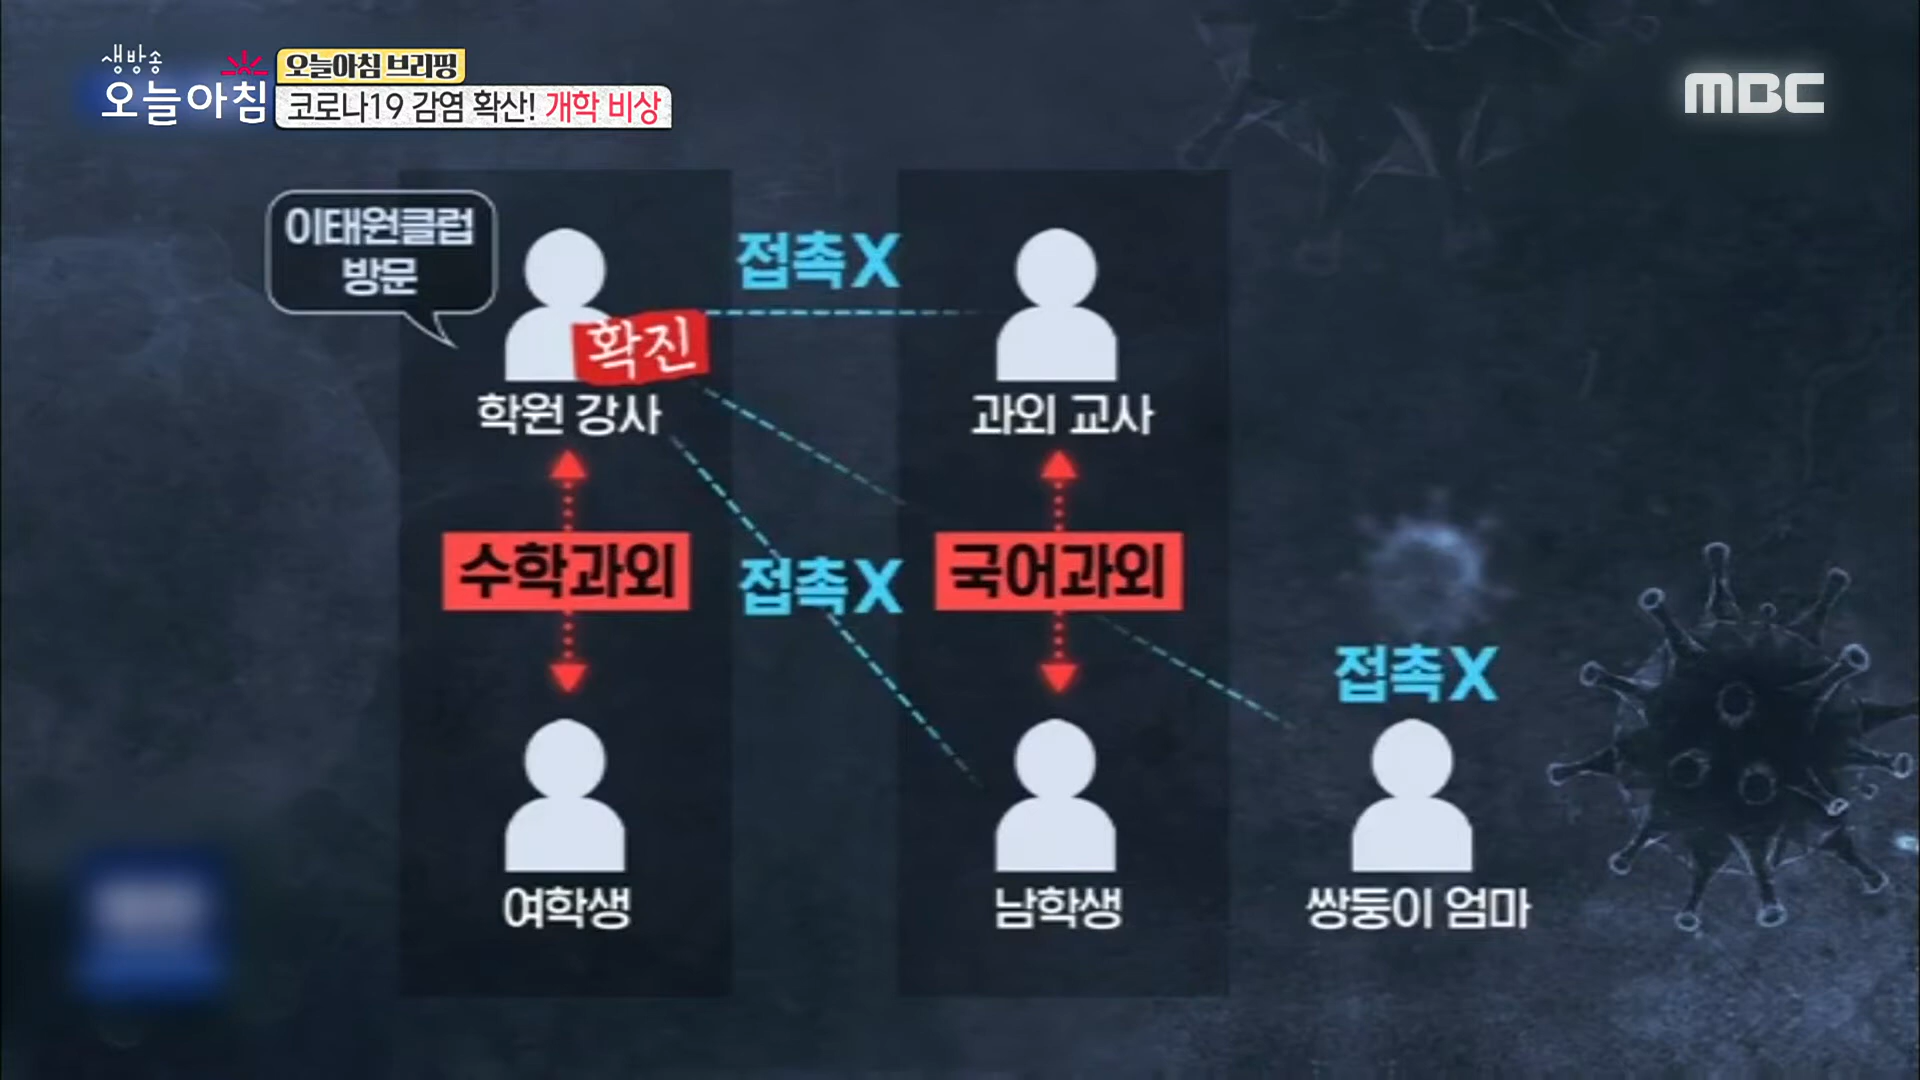 생방송
오늘아침
오늘아침 브리핑
코로나19 감염 확산! 개학 비상
MBC
이태원클럽
방문
접촉X
확진
학원 강사
과외 교사
수학과외
접촉X
국어과외
접촉X
여학생
남학생
쌍둥이 엄마